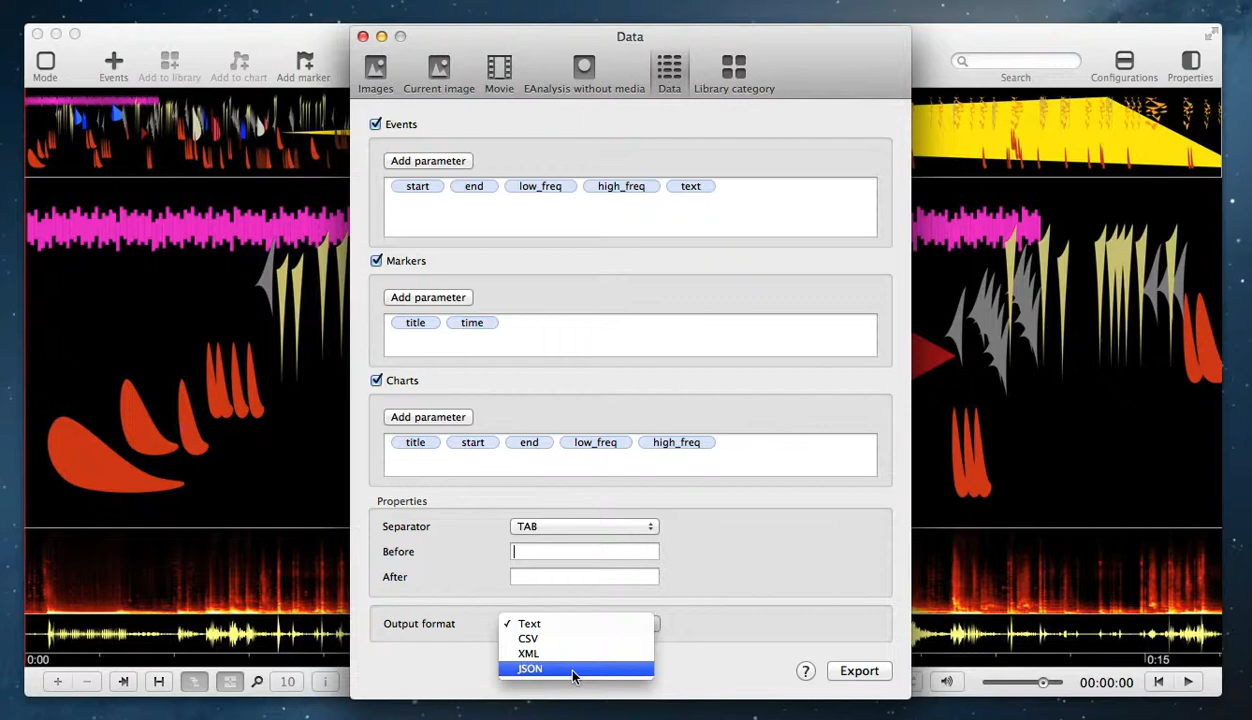 Data
Mode
Events
Add to library
Add to chart
Add marker
Images
Current image
Movie
EAnalysis without media
Data
Library category
Search
Configurations
Properties
Events
Add parameter
start end low_freq high_freq text
Markers
Add parameter
title time
Charts
Add parameter
title start end low_freq high_freq
Properties
Separator TAB
Before
After
Output format
✓ Text
CSV
XML
JSON
? Export
0:00
0:15
10
i
00:00:00